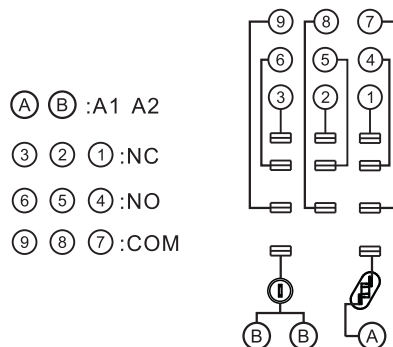 Ⓐ Ⓑ :A1 A2
③ ② ① :NC
⑥ ⑤ ④ :NO
⑨ ⑧ ⑦ :COM
⑨ ⑧ ⑦
⑥ ⑤ ④
③ ② ①
Ⓑ Ⓑ Ⓐ